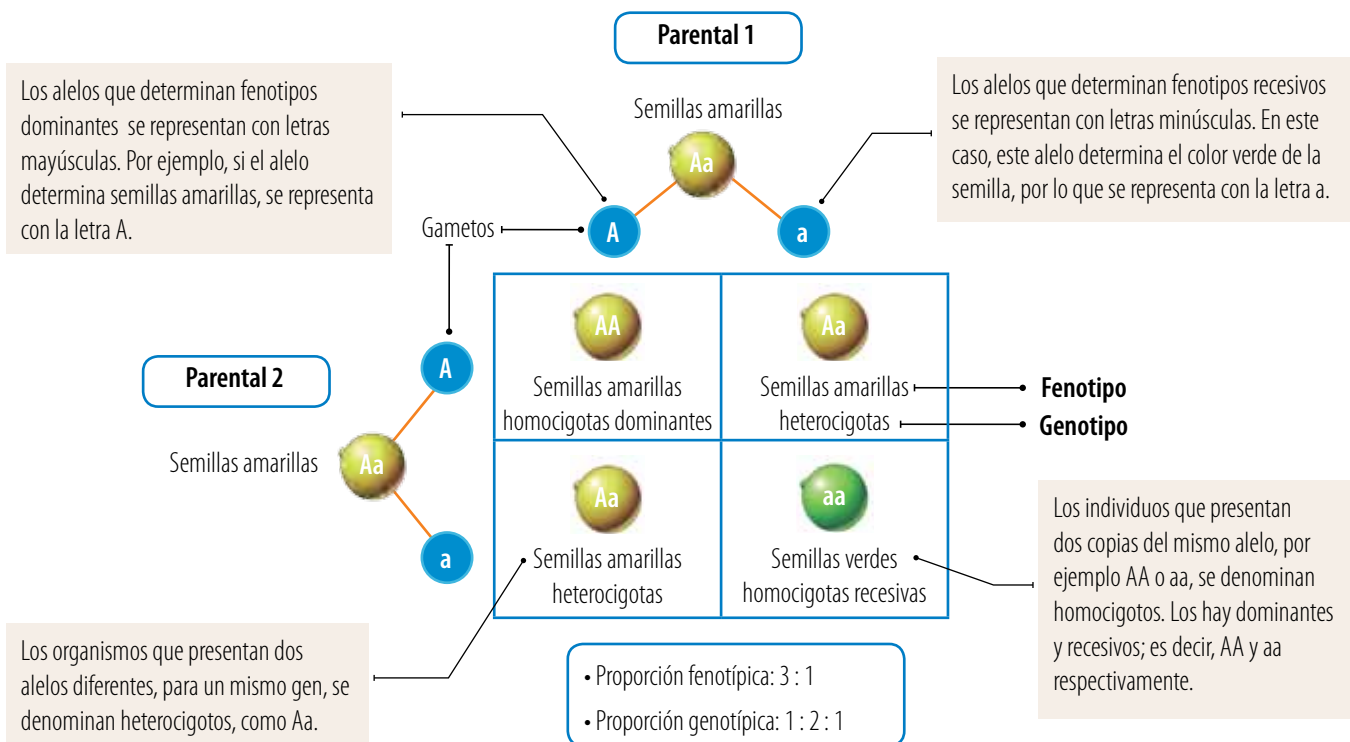 Parental 1
Los alelos que determinan fenotipos
dominantes se representan con letras
mayúsculas. Por ejemplo, si el alelo
determina semillas amarillas, se representa
con la letra A.
Semillas amarillas
Aa
A
a
Gametos
Los alelos que determinan fenotipos recesivos
se representan con letras minúsculas. En este
caso, este alelo determina el color verde de la
semilla, por lo que se representa con la letra a.
Parental 2
Semillas amarillas
Aa
A
a
AA
Semillas amarillas
homocigotas dominantes
Aa
Semillas amarillas
heterocigotas
Fenotipo
Genotipo
Aa
Semillas amarillas
heterocigotas
aa
Semillas verdes
homocigotas recesivas
Los individuos que presentan
dos copias del mismo alelo, por
ejemplo AA o aa, se denominan
homocigotos. Los hay dominantes
y recesivos; es decir, AA y aa
respectivamente.
Los organismos que presentan dos
alelos diferentes, para un mismo gen, se
denominan heterocigotos, como Aa.
• Proporción fenotípica: 3 : 1
• Proporción genotípica: 1 : 2 : 1